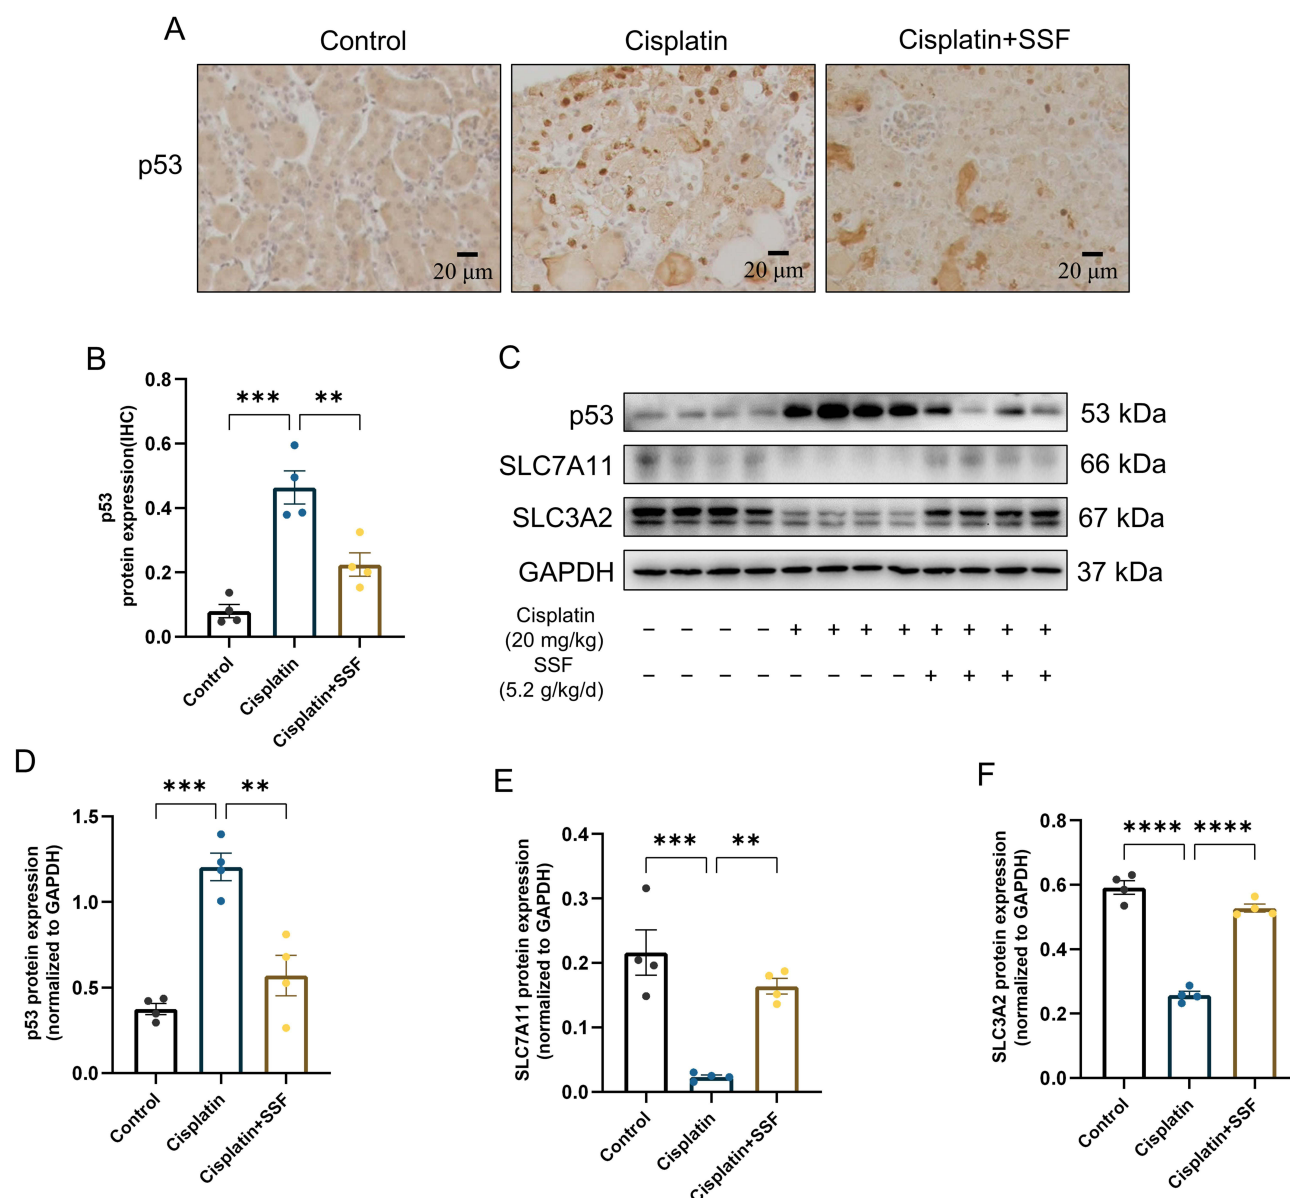 A
Control
Cisplatin
Cisplatin+SSF
p53
20 μm
20 μm
20 μm
B
0.8
0.6
0.4
0.2
0.0
p53
protein expression(IHC)
***
**
Control
Cisplatin
Cisplatin+SSF
C
p53
53 kDa
SLC7A11
66 kDa
SLC3A2
67 kDa
GAPDH
37 kDa
Cisplatin
(20 mg/kg)
− − − − + + + + + + + +
SSF
(5.2 g/kg/d)
− − − − − − − − + + + +
D
1.5
1.0
0.5
0.0
p53 protein expression
(normalized to GAPDH)
***
**
Control
Cisplatin
Cisplatin+SSF
E
0.4
0.3
0.2
0.1
0.0
SLC7A11 protein expression
(normalized to GAPDH)
***
**
Control
Cisplatin
Cisplatin+SSF
F
0.8
0.6
0.4
0.2
0.0
SLC3A2 protein expression
(normalized to GAPDH)
****
****
Control
Cisplatin
Cisplatin+SSF